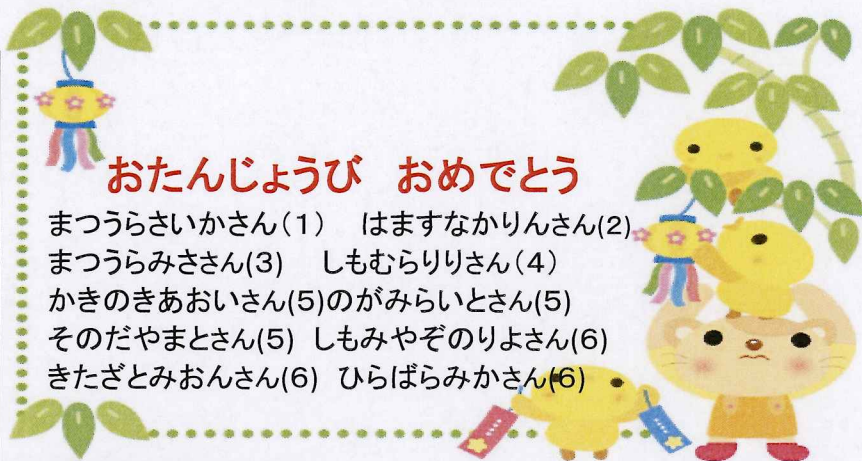 おたんじょうび　おめでとう
まつうらさいかさん（1）　はますなかりんさん(2)
まつうらみささん(3)　しもむらりりさん（4）
かきのきあおいさん(5)のがみらいとさん(5)
そのだやまとさん(5)　しもみやぞのりよさん(6)
きたざとみおんさん(6)　ひらばらみかさん(6)